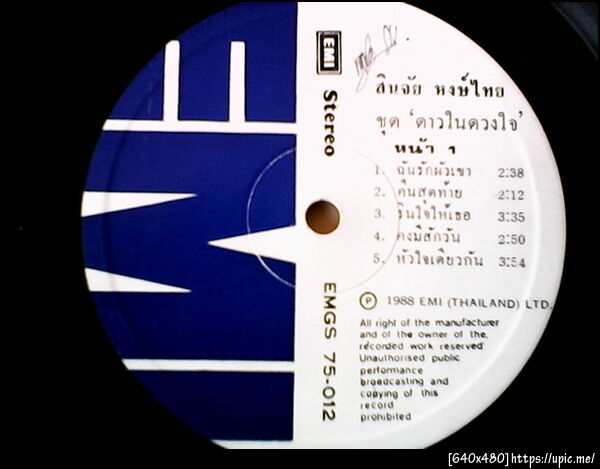 EMI
Stereo
สินจัย หงษ์ไทย
ชุด 'ดาวในดวงใจ'
หน้า 1
1. ฉันรักผัวเขา 2:38
2. คืนสุดท้าย 2:12
3. รินใจให้เธอ 3:35
4. คงมีสักวัน 2:50
5. หัวใจเดียวกัน 3:54
EMGS 75-012
Ⓟ 1988 EMI (THAILAND) LTD.
All right of the manufacturer
and of the owner of the,
recorded work reserved
Unauthorised public
performance
broadcasting and
copying of this
record
prohibited
[640x480]https://upic.me/